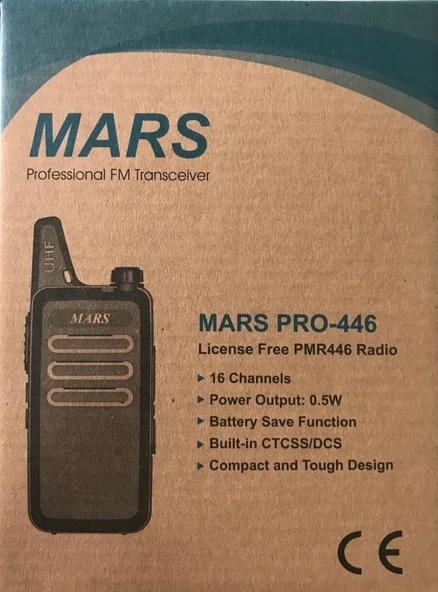 MARS
Professional FM Transceiver
UHF
MARS
MARS PRO-446
License Free PMR446 Radio
16 Channels
Power Output: 0.5W
Battery Save Function
Built-in CTCSS/DCS
Compact and Tough Design
CE